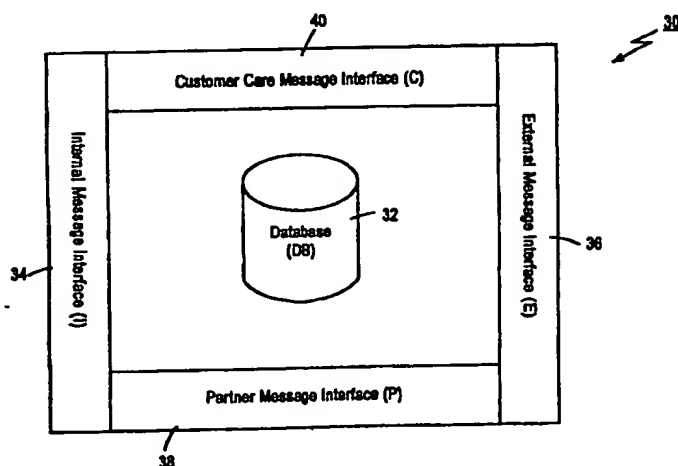 40
30
Customer Care Message Interface (C)
Internal Message Interface (I)
External Message Interface (E)
Database
(DB)
32
34
36
Partner Message Interface (P)
38